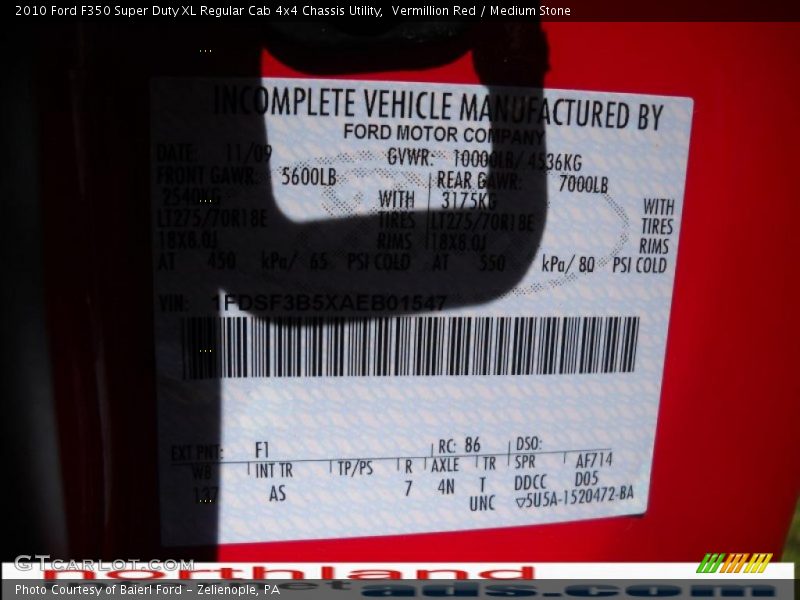 2010 Ford F350 Super Duty XL Regular Cab 4x4 Chassis Utility,  Vermillion Red / Medium Stone
INCOMPLETE VEHICLE MANUFACTURED BY
FORD MOTOR COMPANY
DATE: 11/09 GVWR: 10000LB/ 4536KG
FRONT GAWR: 5600LB REAR GAWR: 7000LB
2540KG WITH 3175KG WITH
LT275/70R18E TIRES LT275/70R18E TIRES
18X8.0J RIMS 18X8.0J RIMS
AT 450 kPa/ 65 PSI COLD AT 550 kPa/ 80 PSI COLD
VIN: 1FDSF3B5XAEB01547
EXT PNT: F1 RC: 86 DSO:
WB INT TR TP/PS R AXLE TR SPR AF714
137 AS 7 4N T DDCC D05
UNC ▽5U5A-1520472-BA
GTCarLot.com
northland
ads.com
Photo Courtesy of Baierl Ford - Zelienople, PA